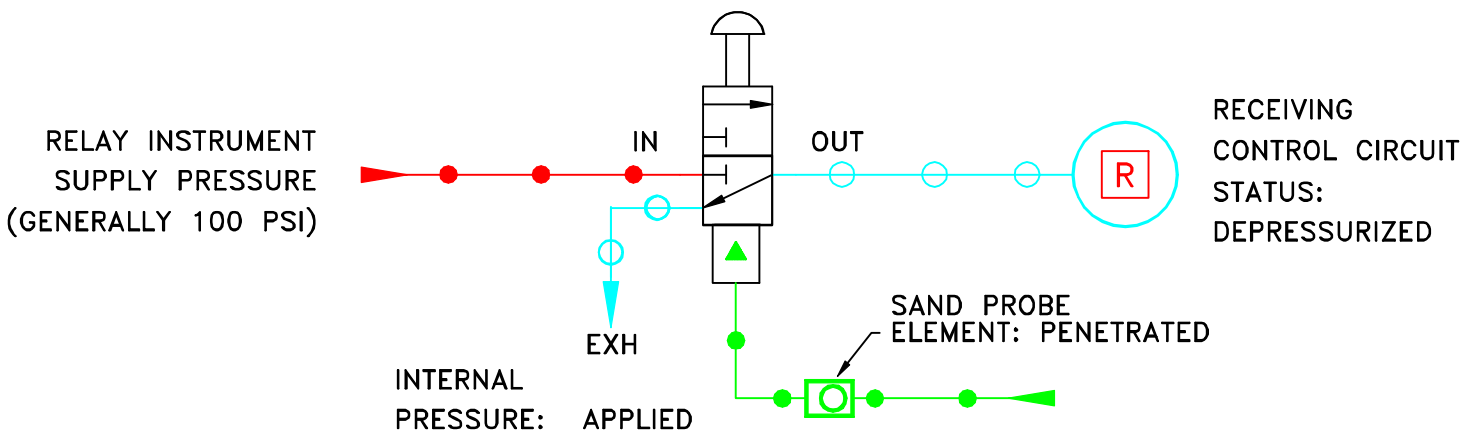 RELAY INSTRUMENT
SUPPLY PRESSURE
(GENERALLY 100 PSI)
IN
OUT
R
RECEIVING
CONTROL CIRCUIT
STATUS:
DEPRESSURIZED
EXH
SAND PROBE
ELEMENT: PENETRATED
INTERNAL
PRESSURE: APPLIED